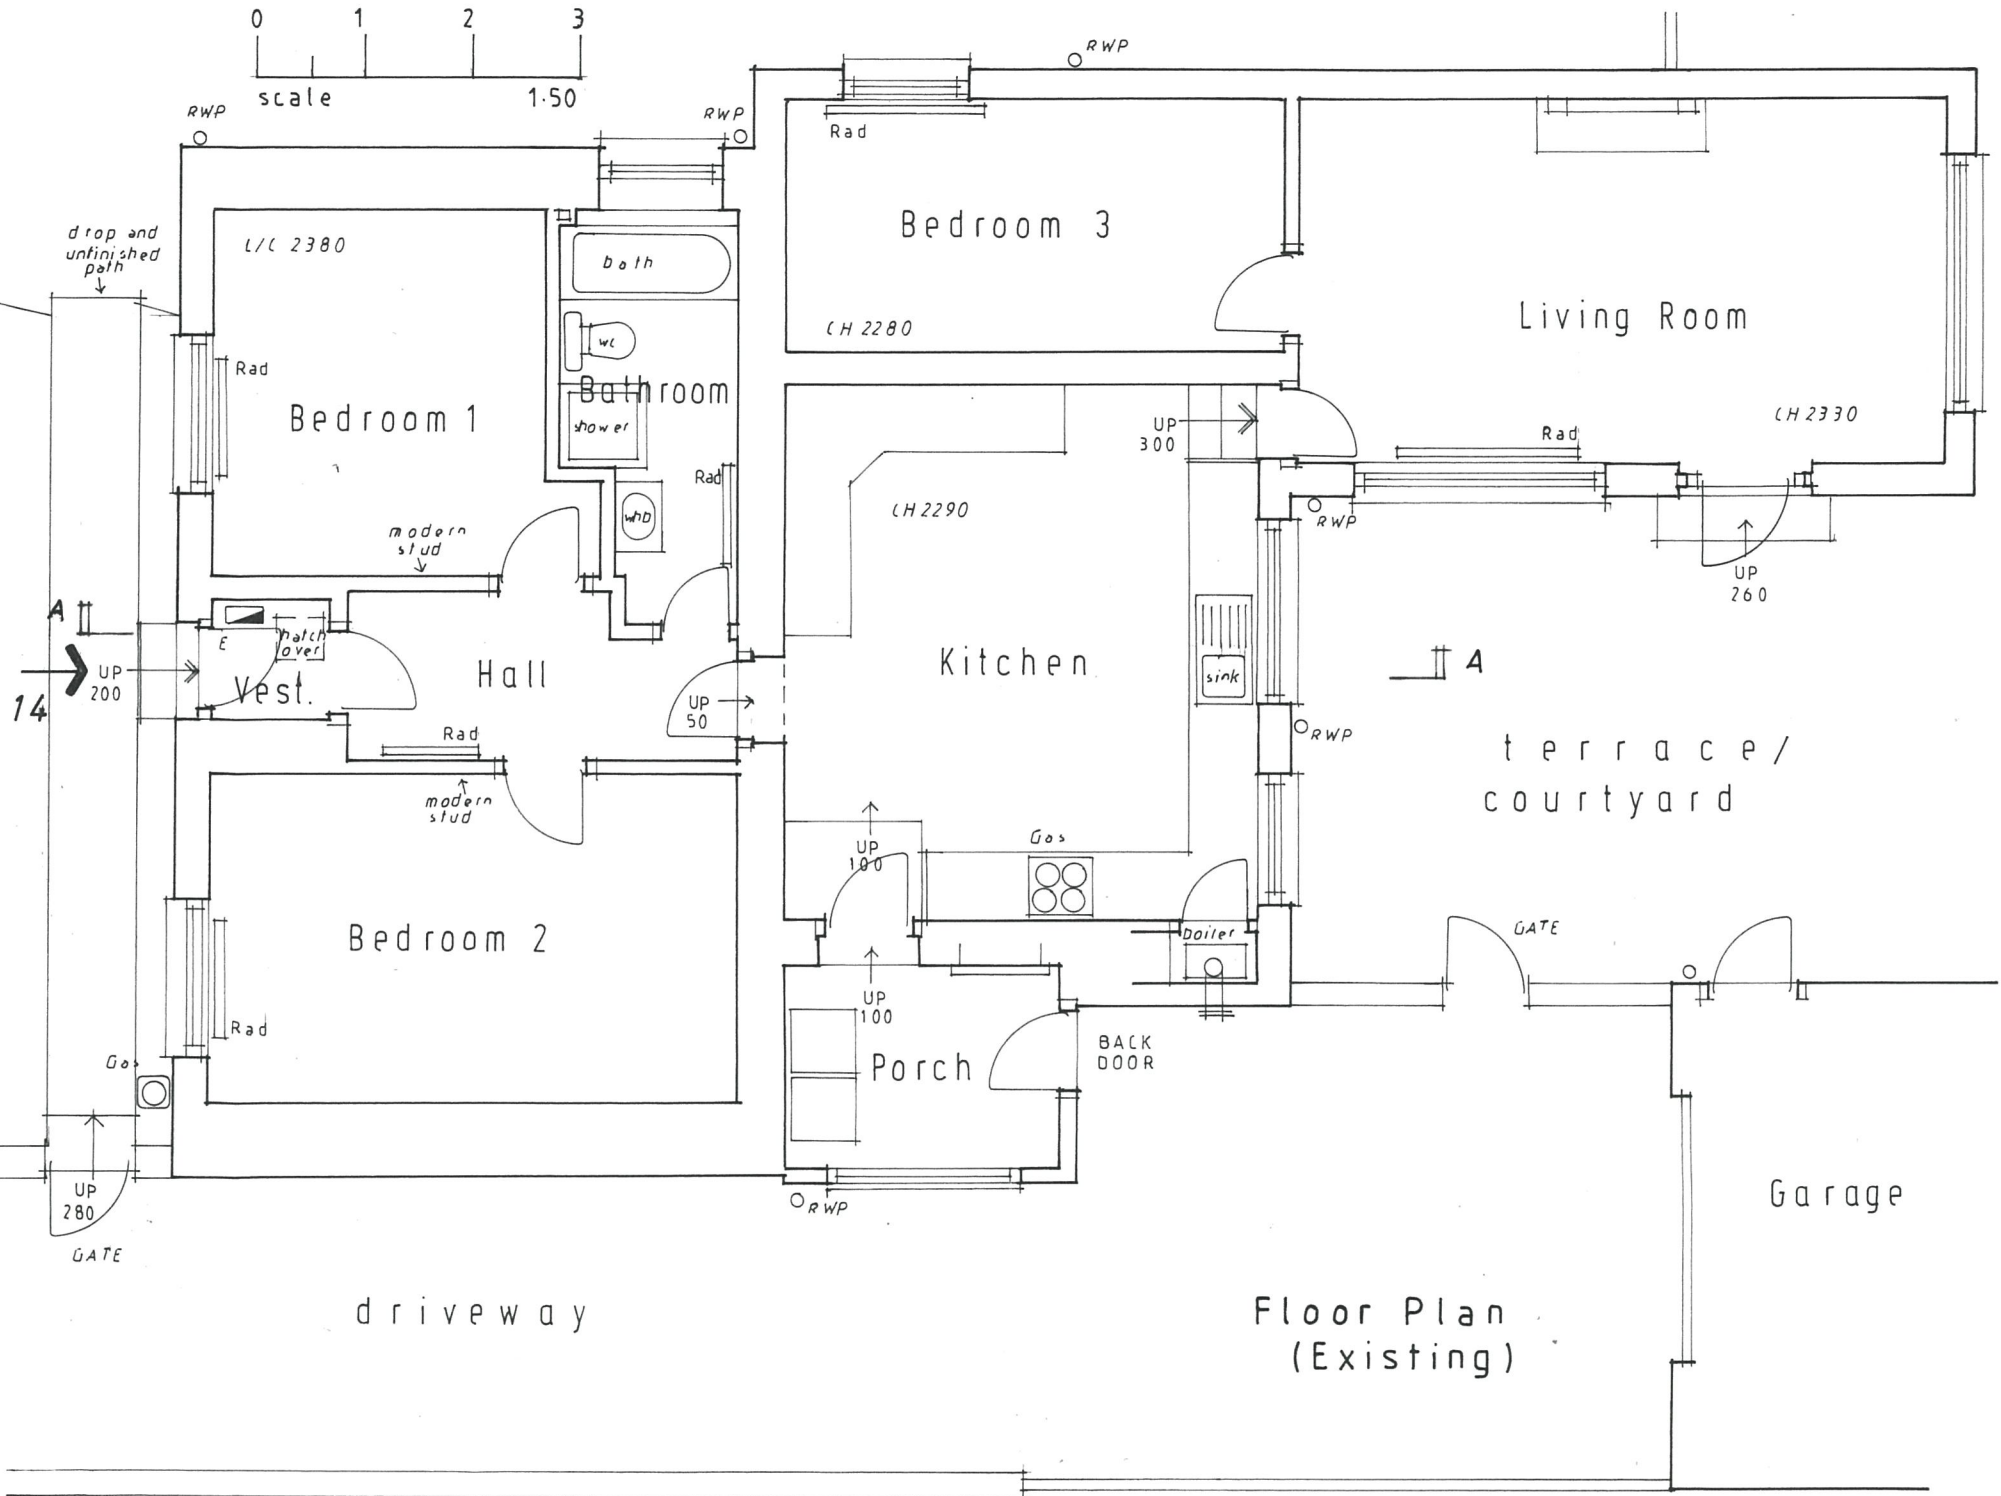 0 1 2 3
scale 1·50
RWP
RWP
RWP
Rad
drop and
unfinished
path
L/C 2380
Bedroom 3
bath
Living Room
CH 2280
wc
Rad
Bathroom
Bedroom 1
shower
UP
300
CH 2330
Rad
Rad
CH 2290
whb
RWP
modern
stud
UP
260
A
E
hatch
over
UP
200
Vest.
Hall
Kitchen
sink
A
14
UP
50
Rad
RWP
terrace/
courtyard
modern
stud
Gas
UP
100
Bedroom 2
boiler
GATE
UP
100
Rad
BACK
DOOR
Gas
Porch
UP
280
RWP
Garage
GATE
driveway
Floor Plan
(Existing)